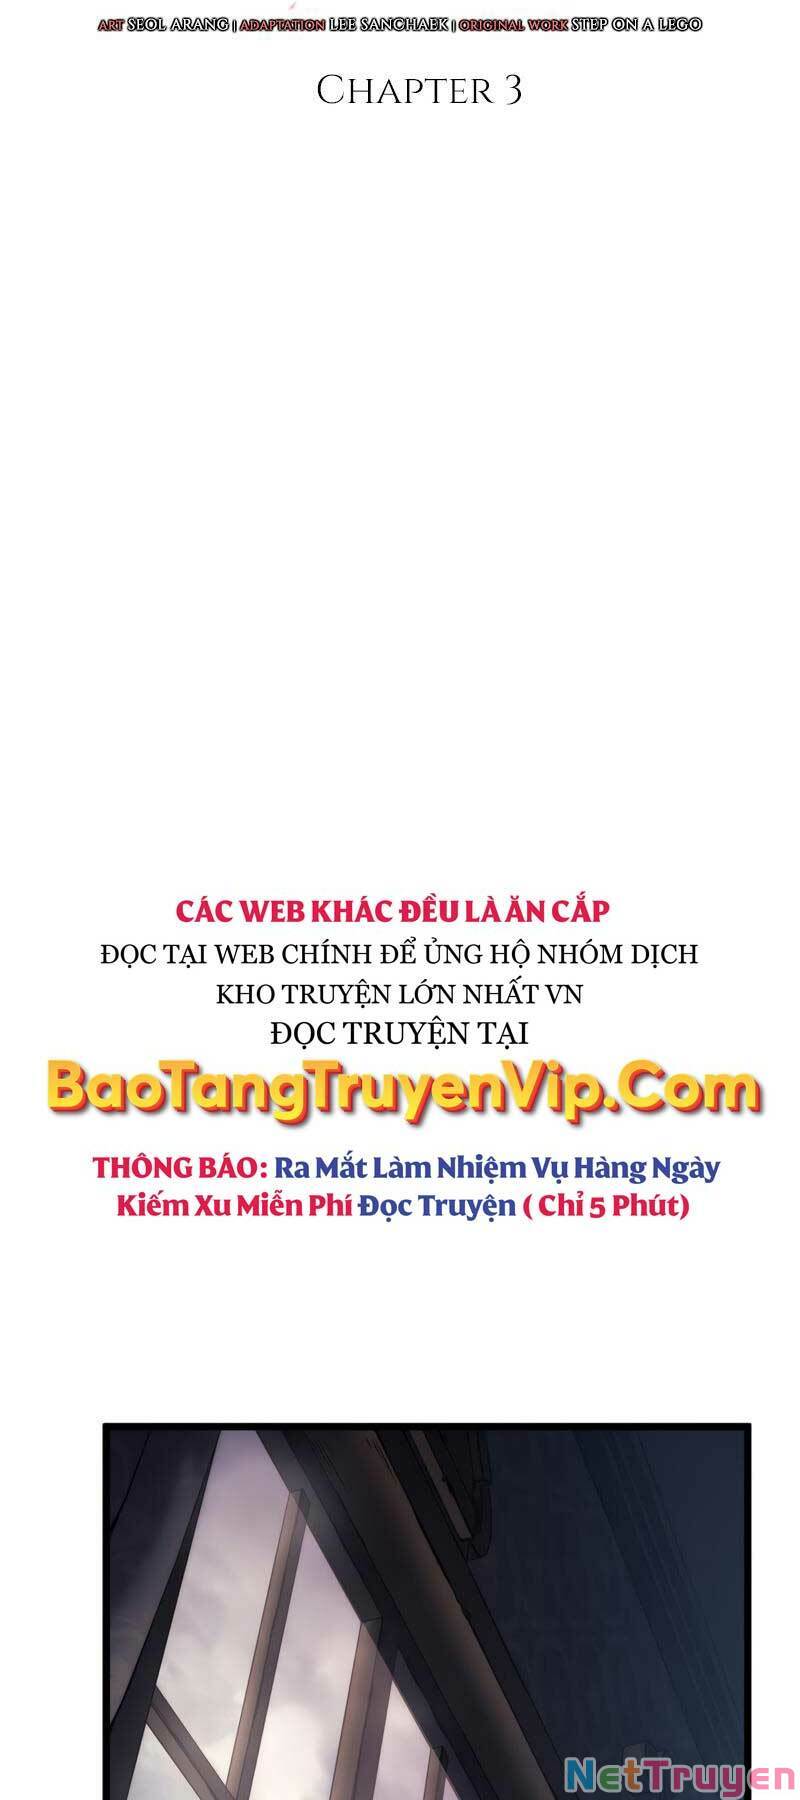 ART SEOL ARANG | ADAPTATION LEE SANCHAEK | ORIGINAL WORK STEP ON A LEGO
CHAPTER 3
CÁC WEB KHÁC ĐỀU LÀ ĂN CẮP
ĐỌC TẠI WEB CHÍNH ĐỂ ỦNG HỘ NHÓM DỊCH
KHO TRUYỆN LỚN NHẤT VN
ĐỌC TRUYỆN TẠI
BaoTangTruyenVip.Com
THÔNG BÁO: Ra Mắt Làm Nhiệm Vụ Hàng Ngày
Kiếm Xu Miễn Phí Đọc Truyện ( Chỉ 5 Phút)
NetTruyen